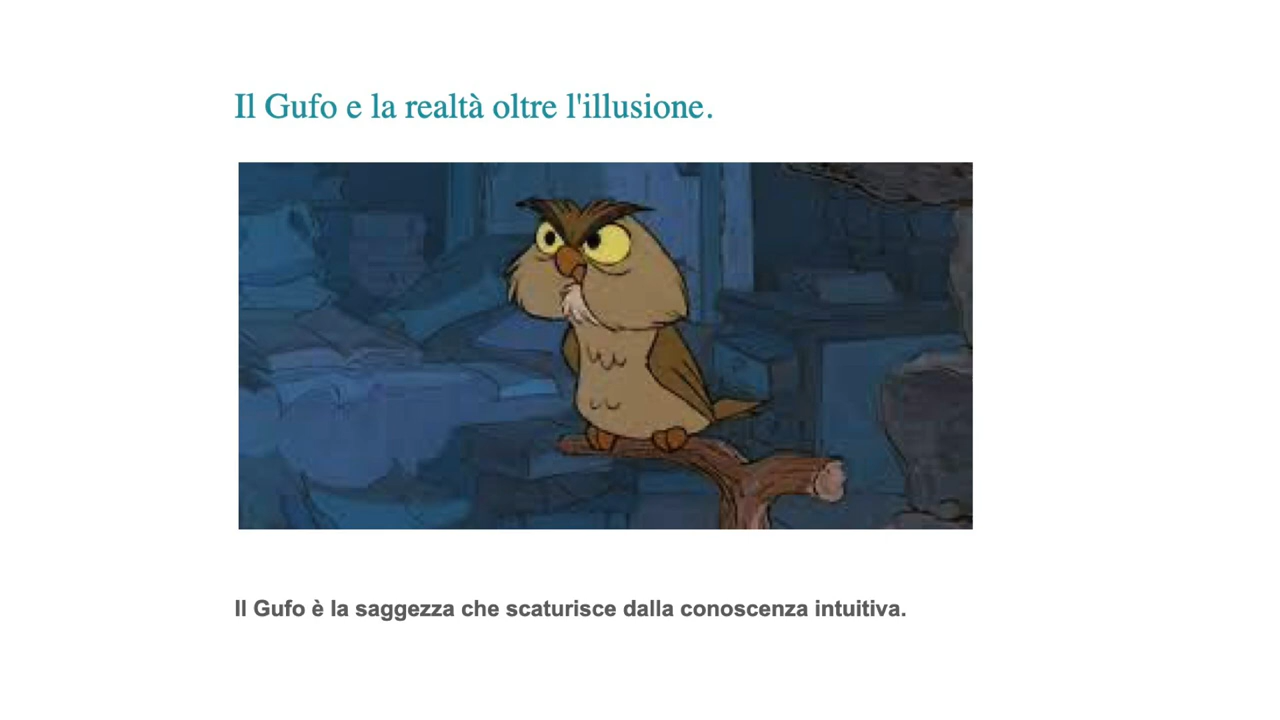 Il Gufo e la realtà oltre l'illusione.
Il Gufo è la saggezza che scaturisce dalla conoscenza intuitiva.